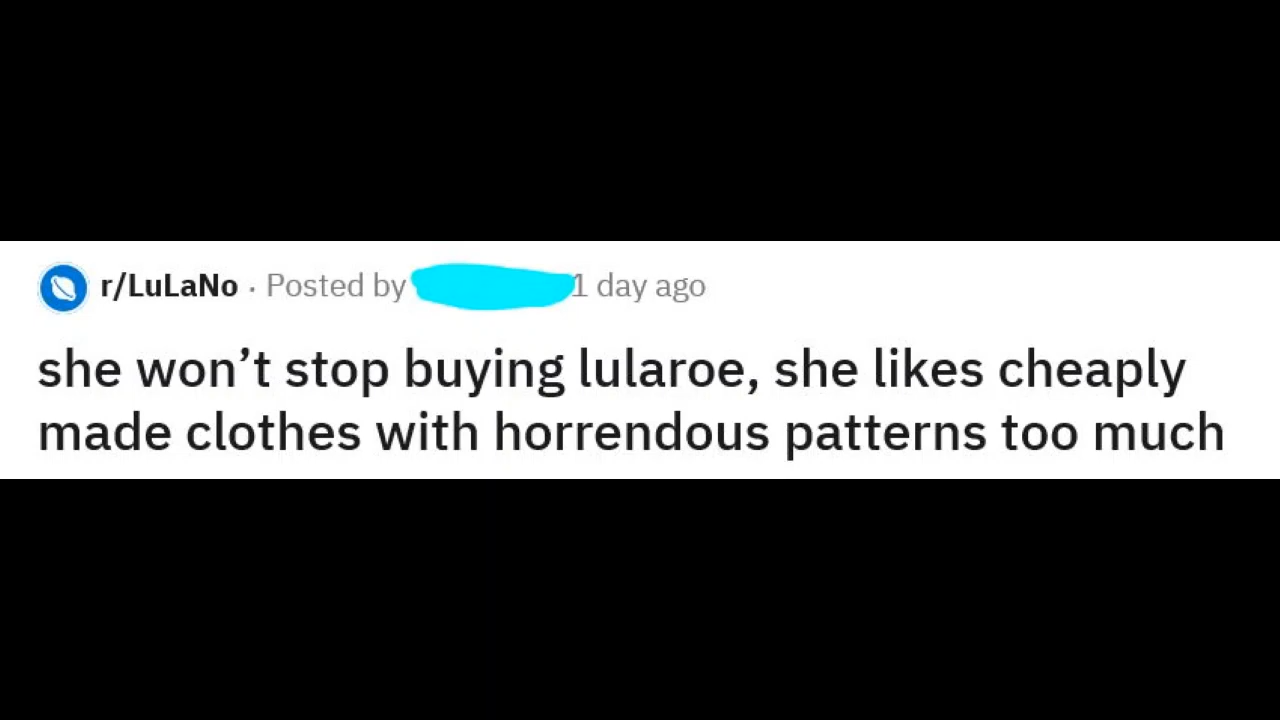 r/LuLaNo · Posted by 1 day ago
she won’t stop buying lularoe, she likes cheaply
made clothes with horrendous patterns too much